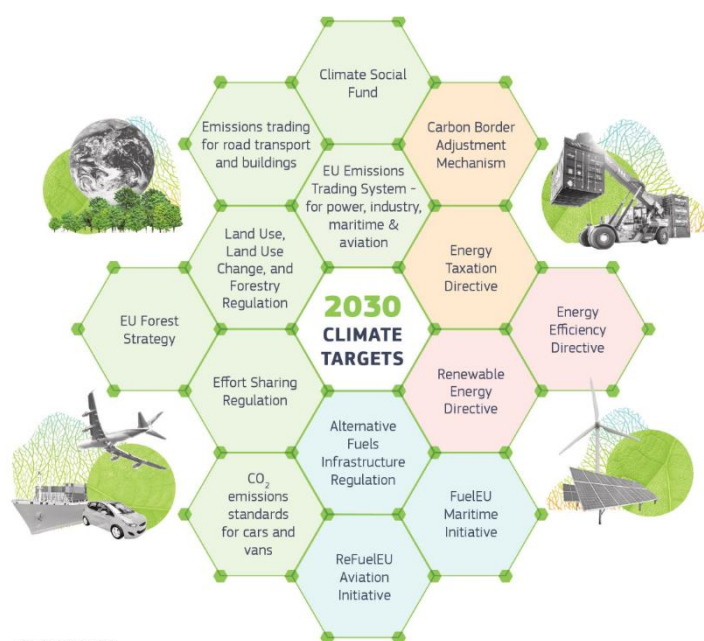 Climate Social
Fund
Emissions trading
for road transport
and buildings
Carbon Border
Adjustment
Mechanism
EU Emissions
Trading System -
for power, industry,
maritime &
aviation
Land Use,
Land Use
Change, and
Forestry
Regulation
Energy
Taxation
Directive
EU Forest
Strategy
2030
CLIMATE
TARGETS
Energy
Efficiency
Directive
Effort Sharing
Regulation
Renewable
Energy
Directive
Alternative
Fuels
Infrastructure
Regulation
CO₂
emissions
standards
for cars and
vans
FuelEU
Maritime
Initiative
ReFuelEU
Aviation
Initiative